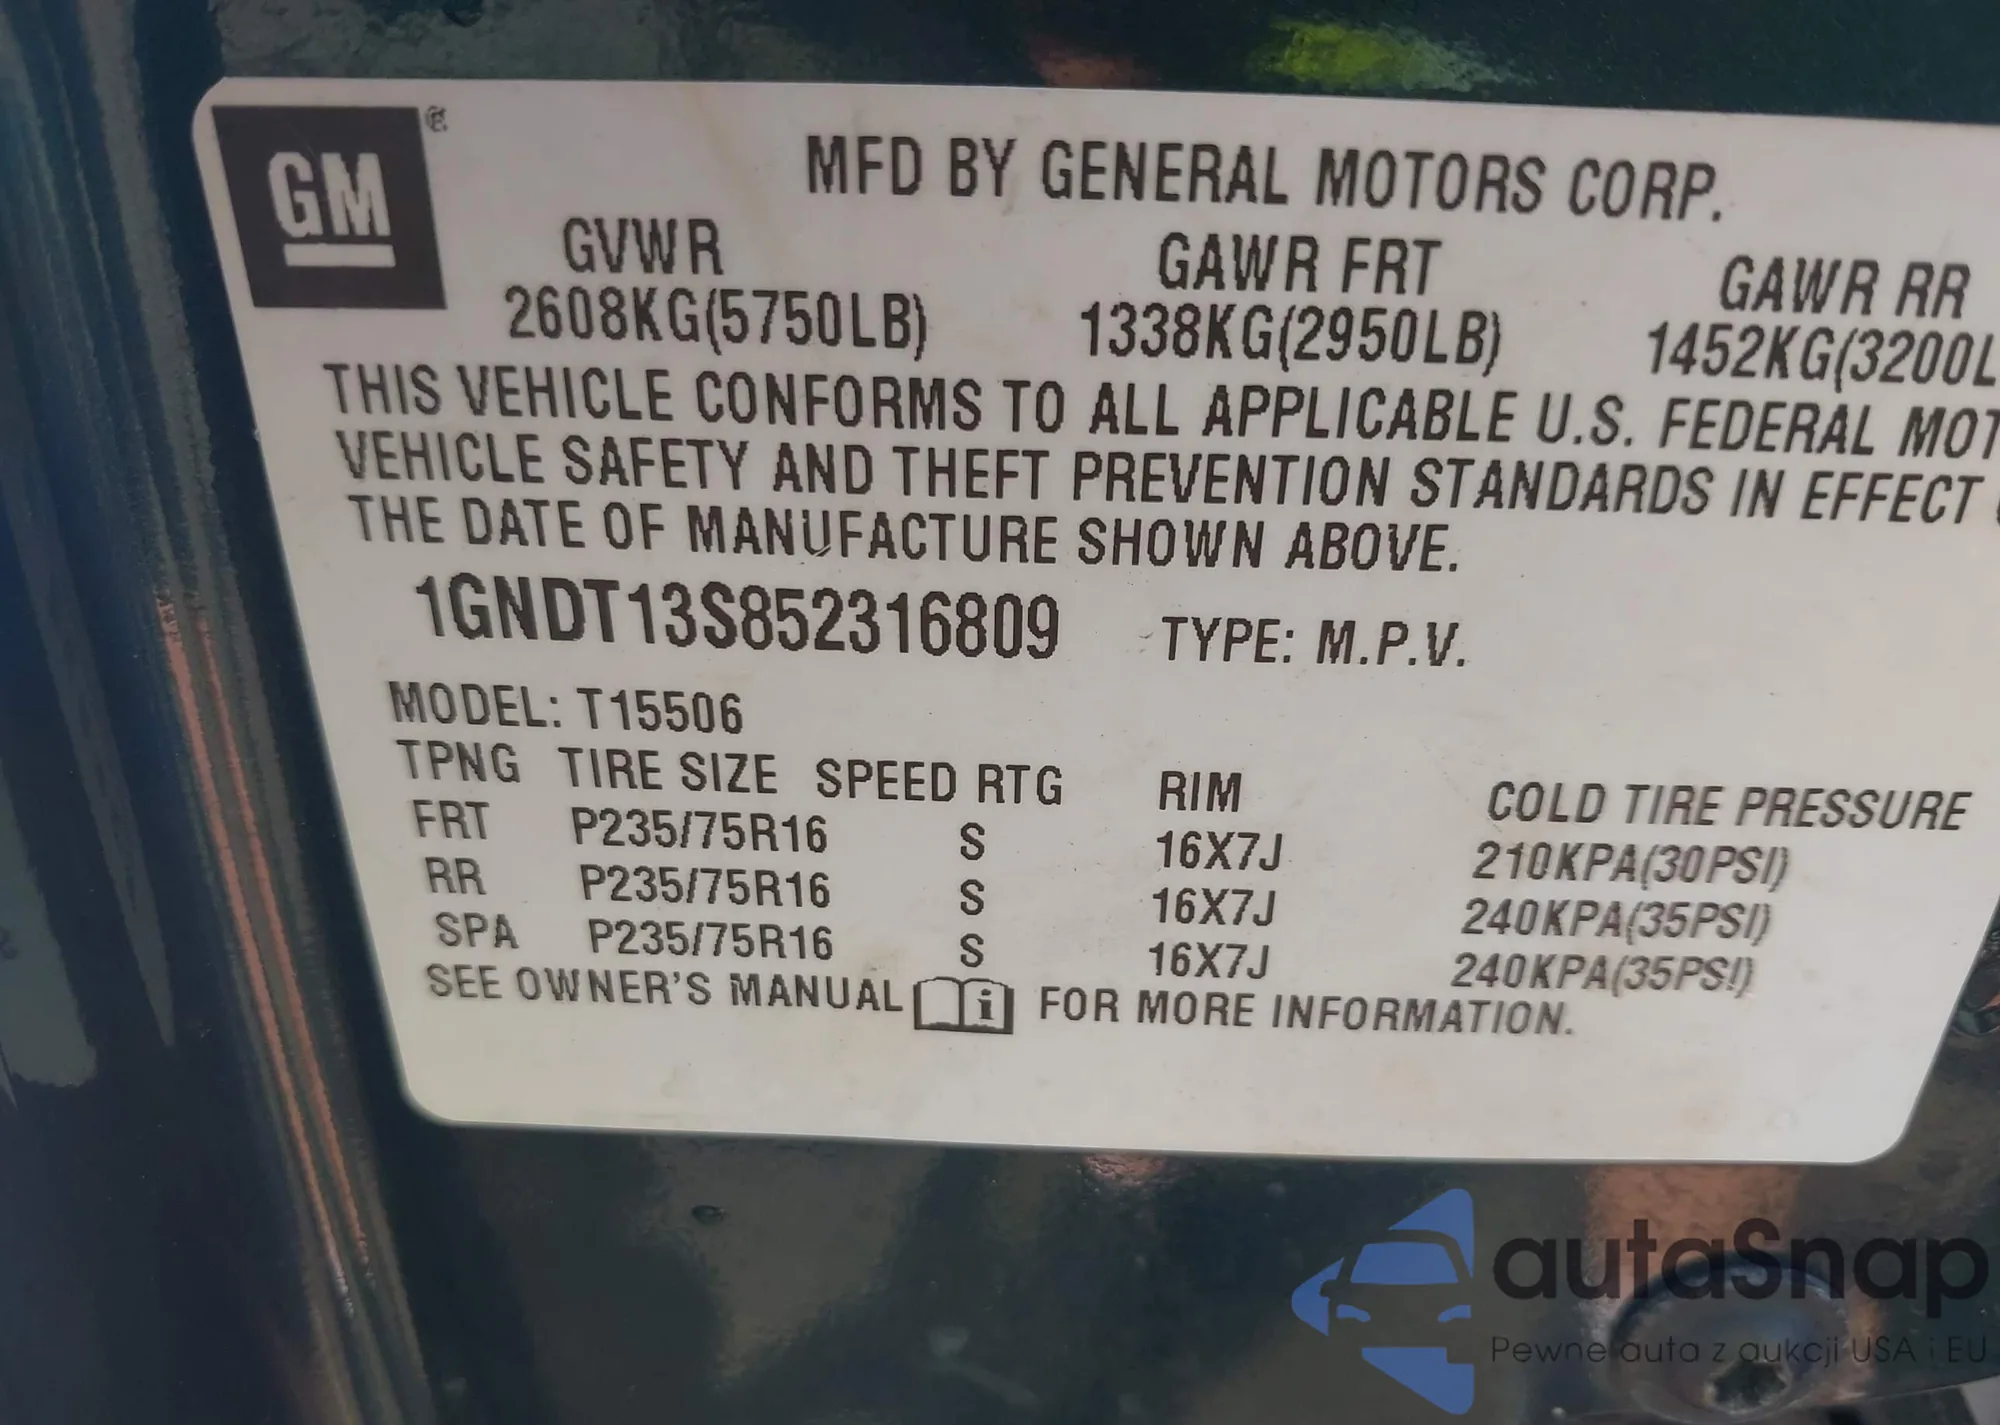 GM ®
MFD BY GENERAL MOTORS CORP.
GVWR GAWR FRT GAWR RR
2608KG(5750LB) 1338KG(2950LB) 1452KG(3200L
THIS VEHICLE CONFORMS TO ALL APPLICABLE U.S. FEDERAL MOT
VEHICLE SAFETY AND THEFT PREVENTION STANDARDS IN EFFECT
THE DATE OF MANUFACTURE SHOWN ABOVE.
1GNDT13S852316809 TYPE: M.P.V.
MODEL: T15506
TPNG TIRE SIZE SPEED RTG RIM COLD TIRE PRESSURE
FRT P235/75R16 S 16X7J 210KPA(30PSI)
RR P235/75R16 S 16X7J 240KPA(35PSI)
SPA P235/75R16 S 16X7J 240KPA(35PSI)
SEE OWNER'S MANUAL i FOR MORE INFORMATION.
autaSnap
Pewne auta z aukcji USA i EU